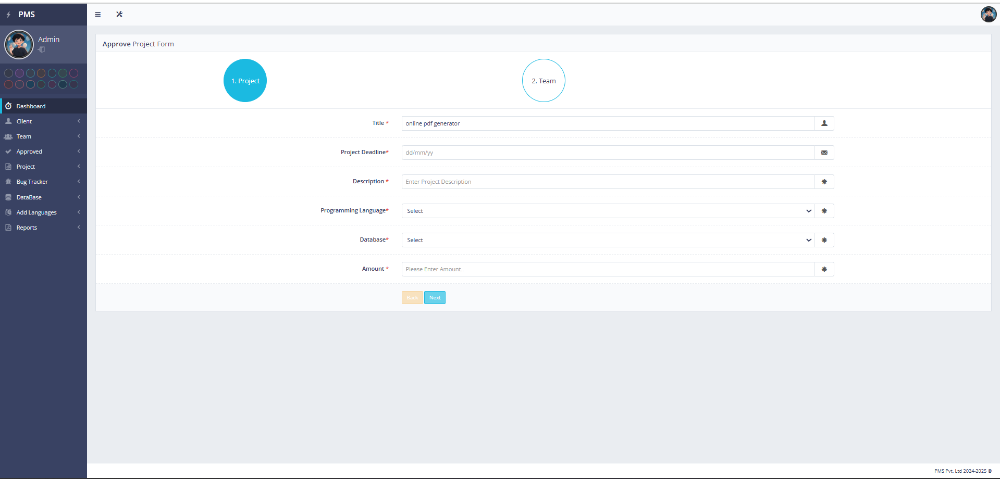 PMS
Admin
Dashboard
Client
Team
Approved
Project
Bug Tracker
DataBase
Add Languages
Reports
Approve Project Form
1. Project
2. Team
Title *
online pdf generator
Project Deadline*
dd/mm/yy
Description *
Enter Project Description
Programming Language*
Select
Database*
Select
Amount *
Please Enter Amount..
Back Next
PMS Pvt. Ltd 2024-2025 ©